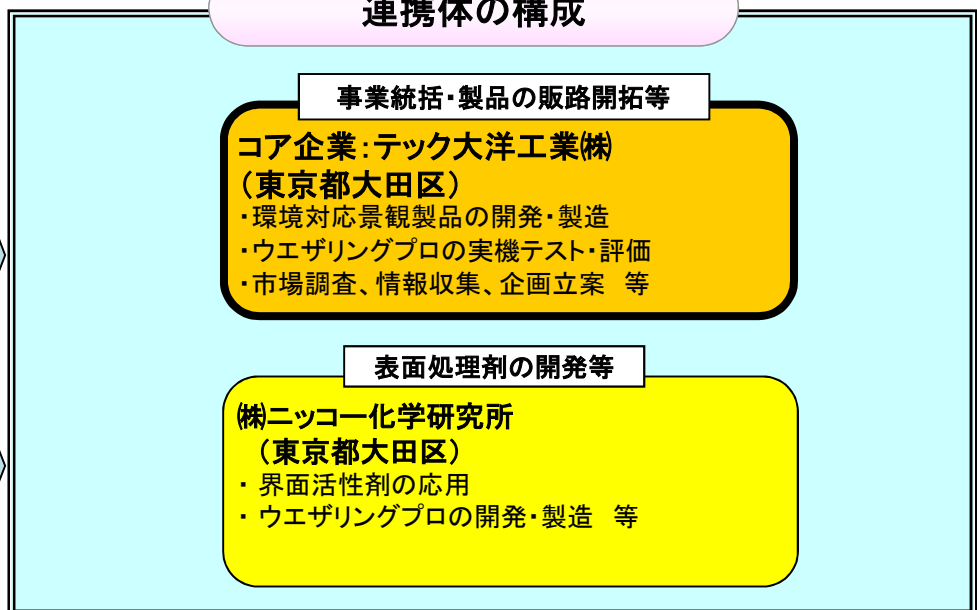 連携体の構成
事業統括・製品の販路開拓等
コア企業：テック大洋工業㈱
（東京都大田区）
・環境対応景観製品の開発・製造
・ウエザリングプロの実機テスト・評価
・市場調査、情報収集、企画立案　等
表面処理剤の開発等
㈱ニッコー化学研究所
（東京都大田区）
・ 界面活性剤の応用
・ ウエザリングプロの開発・製造　等